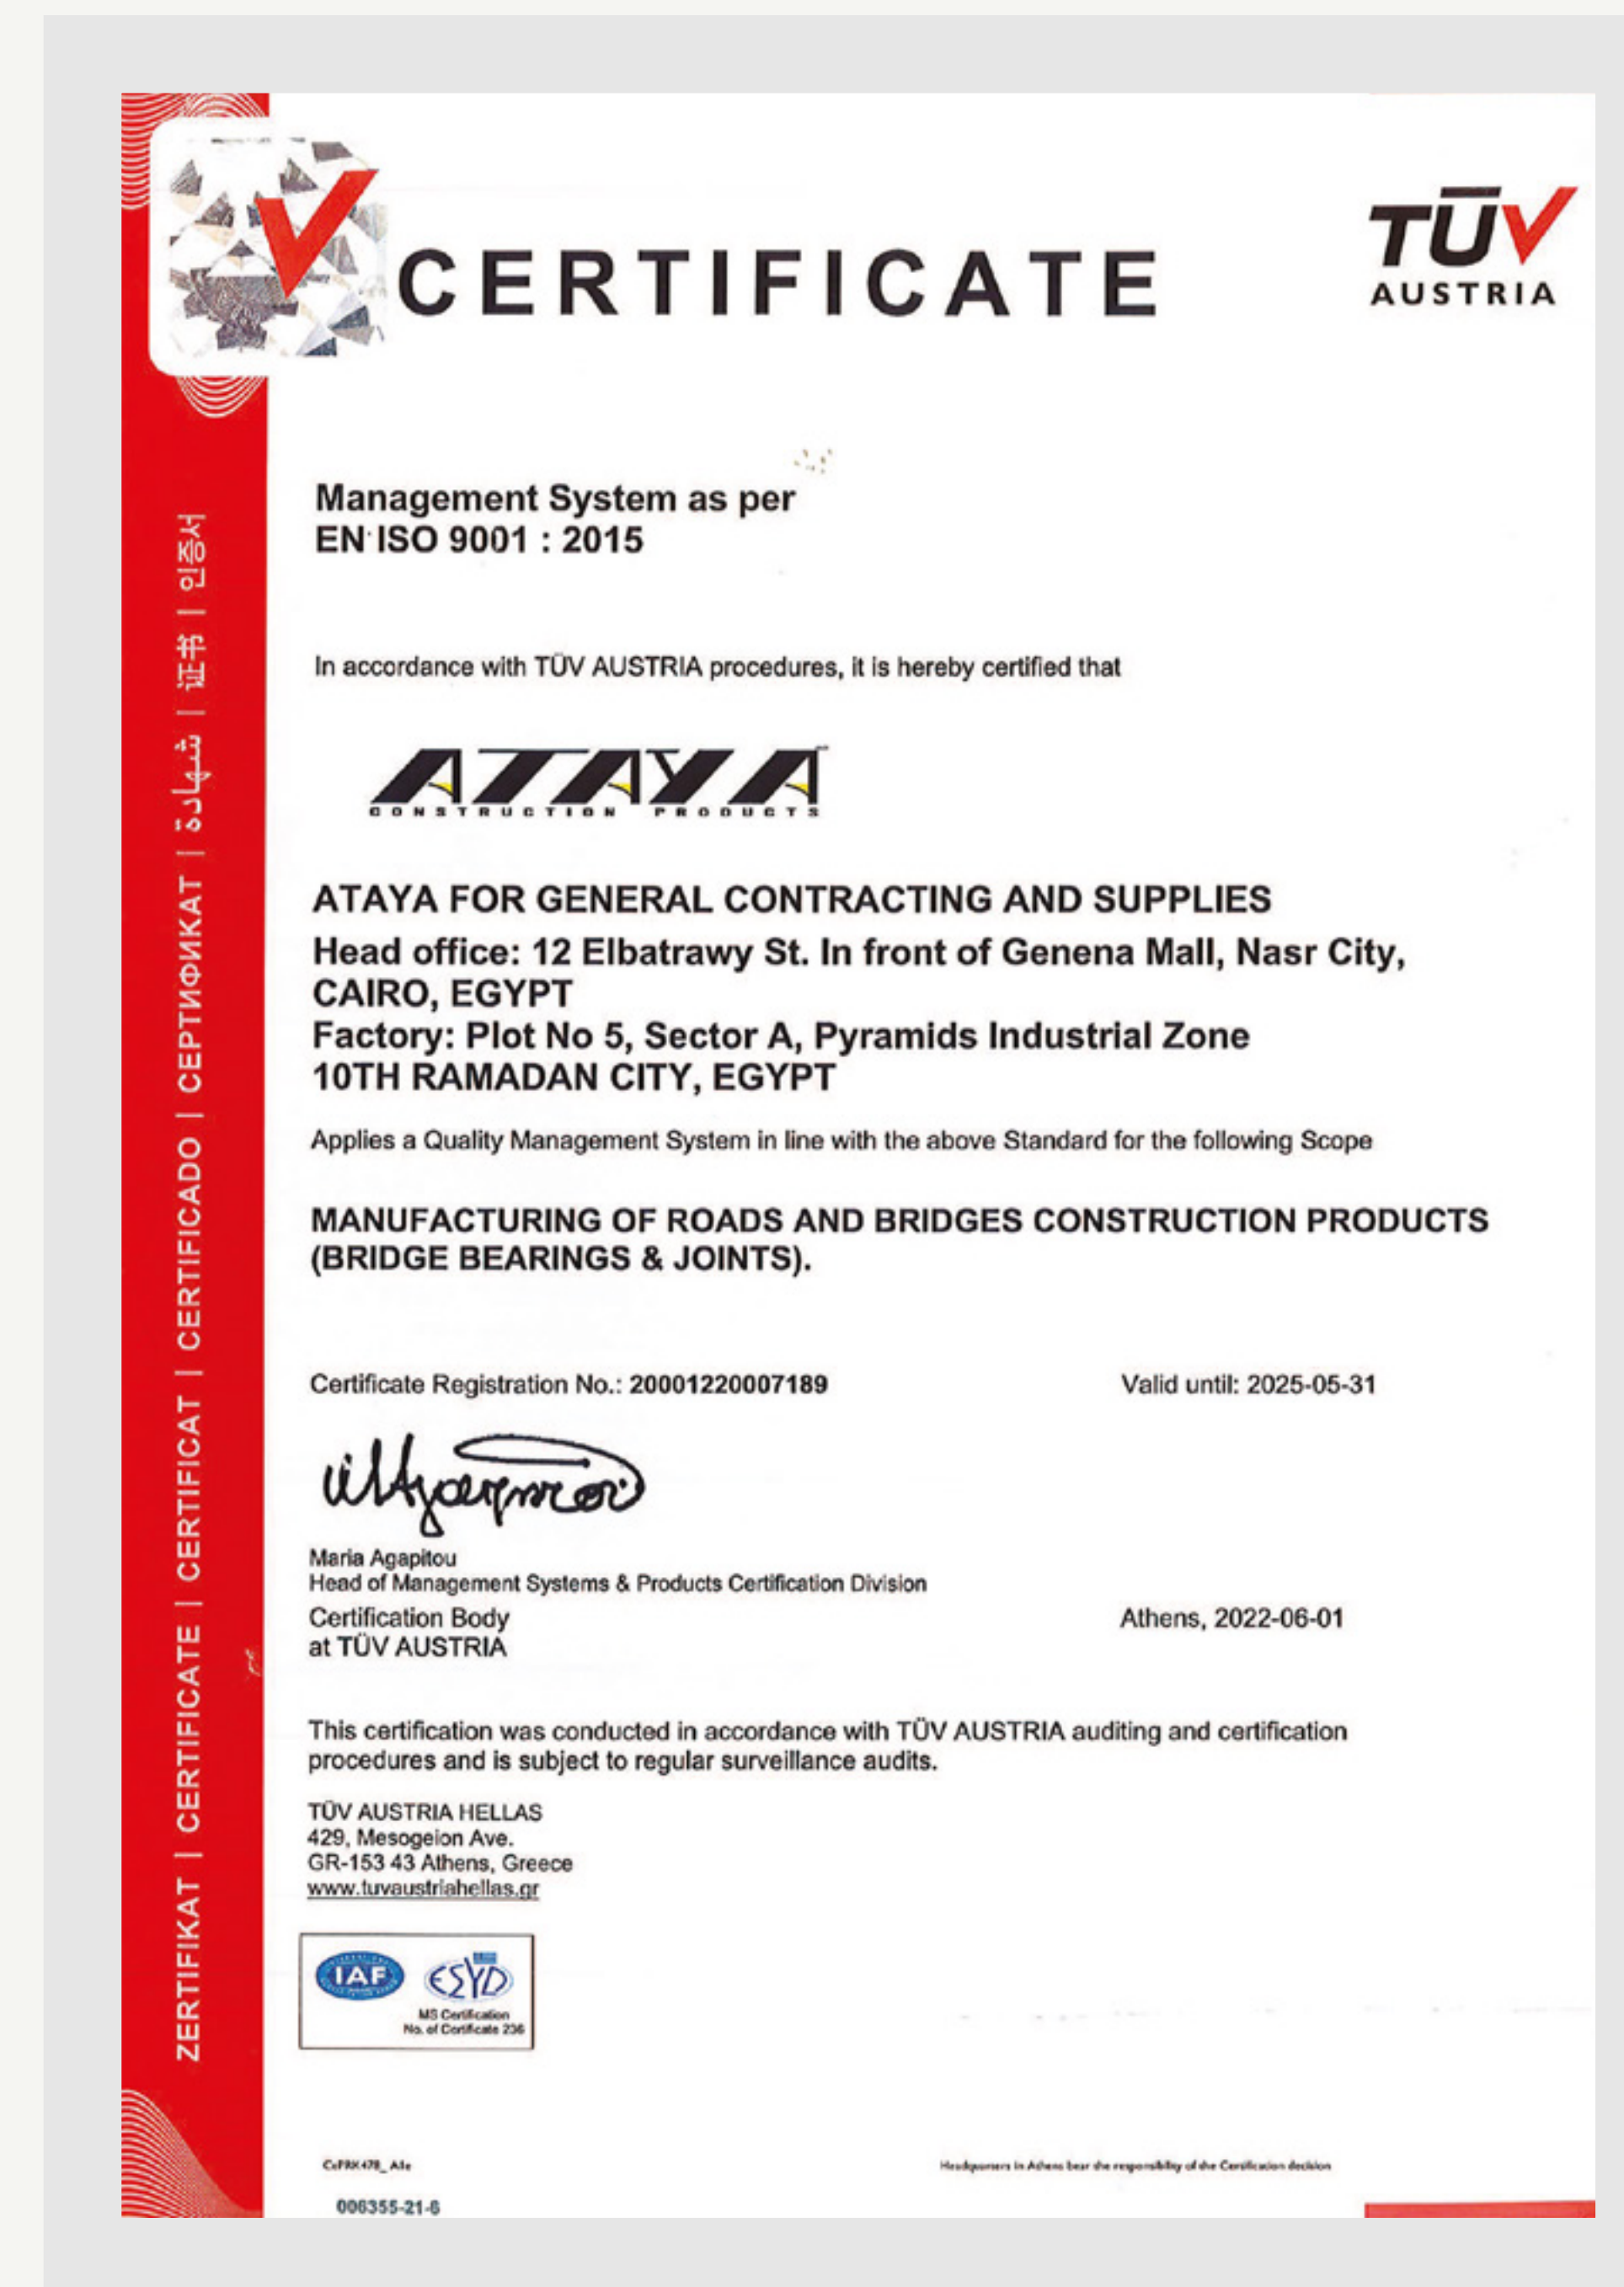 CERTIFICATE
TÜV
AUSTRIA
Management System as per
EN ISO 9001 : 2015
In accordance with TÜV AUSTRIA procedures, it is hereby certified that
ATAYA
CONSTRUCTION PRODUCTS
ATAYA FOR GENERAL CONTRACTING AND SUPPLIES
Head office: 12 Elbatrawy St. In front of Genena Mall, Nasr City,
CAIRO, EGYPT
Factory: Plot No 5, Sector A, Pyramids Industrial Zone
10TH RAMADAN CITY, EGYPT
Applies a Quality Management System in line with the above Standard for the following Scope
MANUFACTURING OF ROADS AND BRIDGES CONSTRUCTION PRODUCTS
(BRIDGE BEARINGS & JOINTS).
Certificate Registration No.: 20001220007189
Valid until: 2025-05-31
Maria Agapitou
Head of Management Systems & Products Certification Division
Certification Body
at TÜV AUSTRIA
Athens, 2022-06-01
This certification was conducted in accordance with TÜV AUSTRIA auditing and certification
procedures and is subject to regular surveillance audits.
TÜV AUSTRIA HELLAS
429, Mesogeion Ave.
GR-153 43 Athens, Greece
www.tuvaustriahellas.gr
IAF
ESYD
MS Certification
No. of Certificate 236
Headquarters in Athens bear the responsibility of the Certification decision
006355-21-6
ZERTIFIKAT | CERTIFICATE | CERTIFICAT | CERTIFICADO | СЕРТИФИКАТ | شهادة | 证书 | 인증서